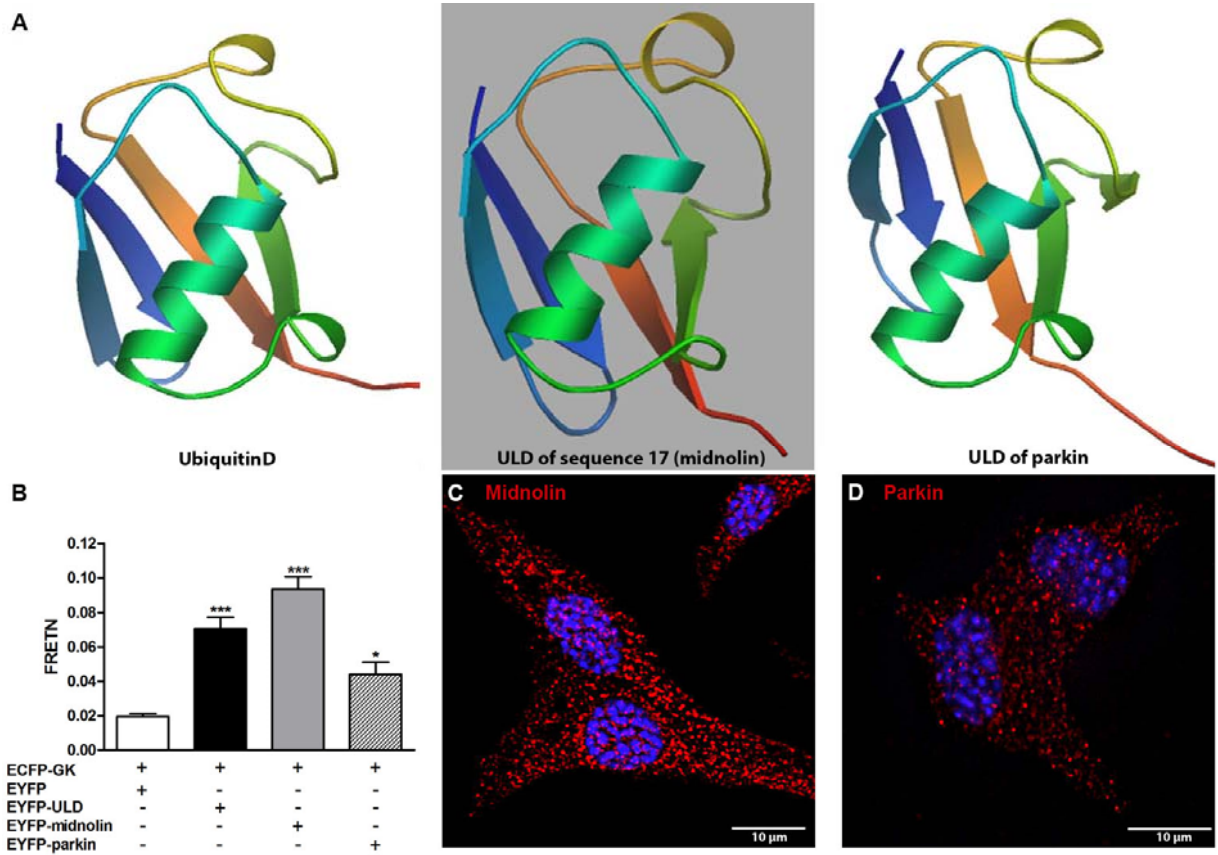 A
UbiquitinD
ULD of sequence 17 (midnolin)
ULD of parkin
B
0.12
0.10
0.08
0.06
0.04
0.02
0.00
FRETN
***
***
*
ECFP-GK + + + +
EYFP + - - -
EYFP-ULD - + - -
EYFP-midnolin - - + -
EYFP-parkin - - - +
C Midnolin
10 µm
D Parkin
10 µm